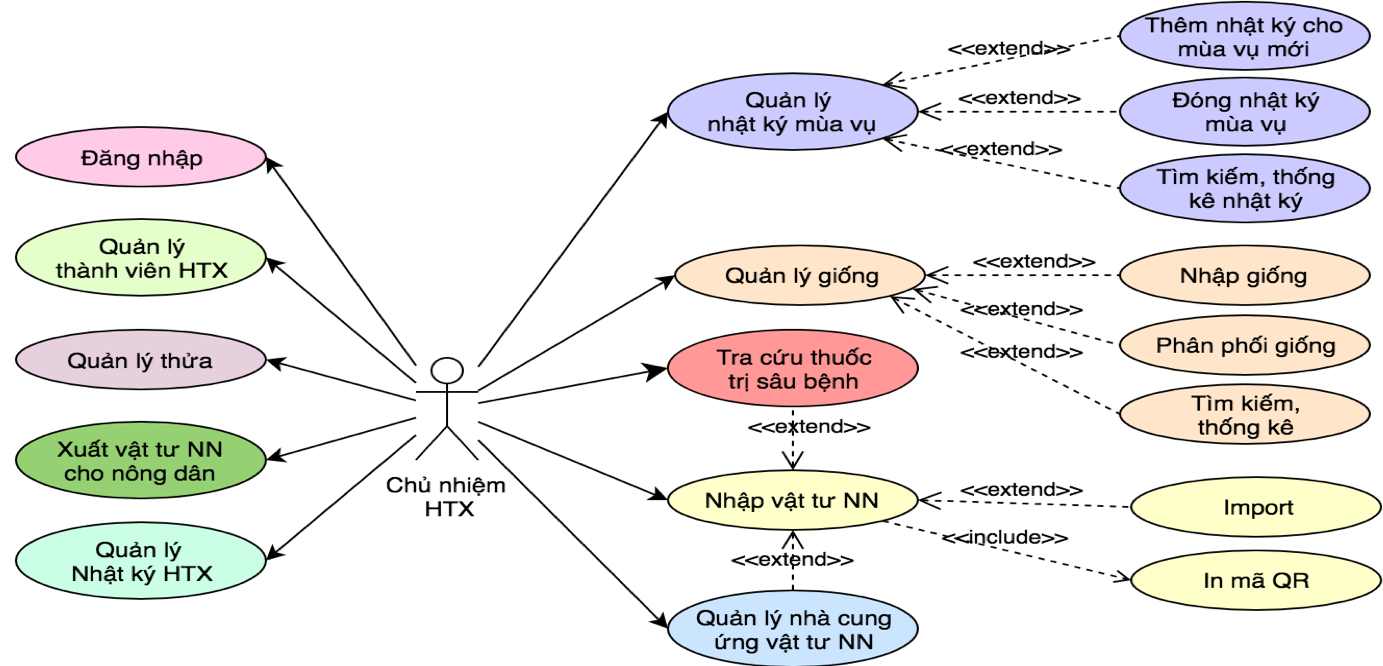 Đăng nhập
Quản lý
thành viên HTX
Quản lý thửa
Xuất vật tư NN
cho nông dân
Quản lý
Nhật ký HTX
Chủ nhiệm
HTX
Quản lý
nhật ký mùa vụ
<<extend>>
Thêm nhật ký cho
mùa vụ mới
<<extend>>
Đóng nhật ký
mùa vụ
<<extend>>
Tìm kiếm, thống
kê nhật ký
Quản lý giống
<<extend>>
Nhập giống
<<extend>>
Phân phối giống
<<extend>>
Tìm kiếm,
thống kê
Tra cứu thuốc
trị sâu bệnh
<<extend>>
Nhập vật tư NN
<<extend>>
Import
<<include>>
In mã QR
<<extend>>
Quản lý nhà cung
ứng vật tư NN